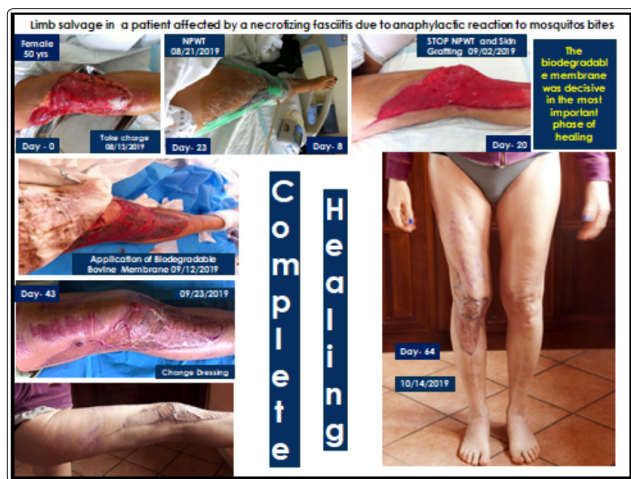 Limb salvage in a patient affected by a necrotizing fasciitis due to anaphylactic reaction to mosquitos bites
Female
50 yrs
Day - 0
Take charge
08/13/2019
NPWT
08/21/2019
Day- 23
Day- 8
STOP NPWT and Skin
Grafting 09/02/2019
Day- 20
The
biodegradabl
e membrane
was decisive
in the most
important
phase of
healing
Application of Biodegradable
Bovine Membrane 09/12/2019
Day- 43
09/23/2019
Change Dressing
Complete
Healing
Day- 64
10/14/2019